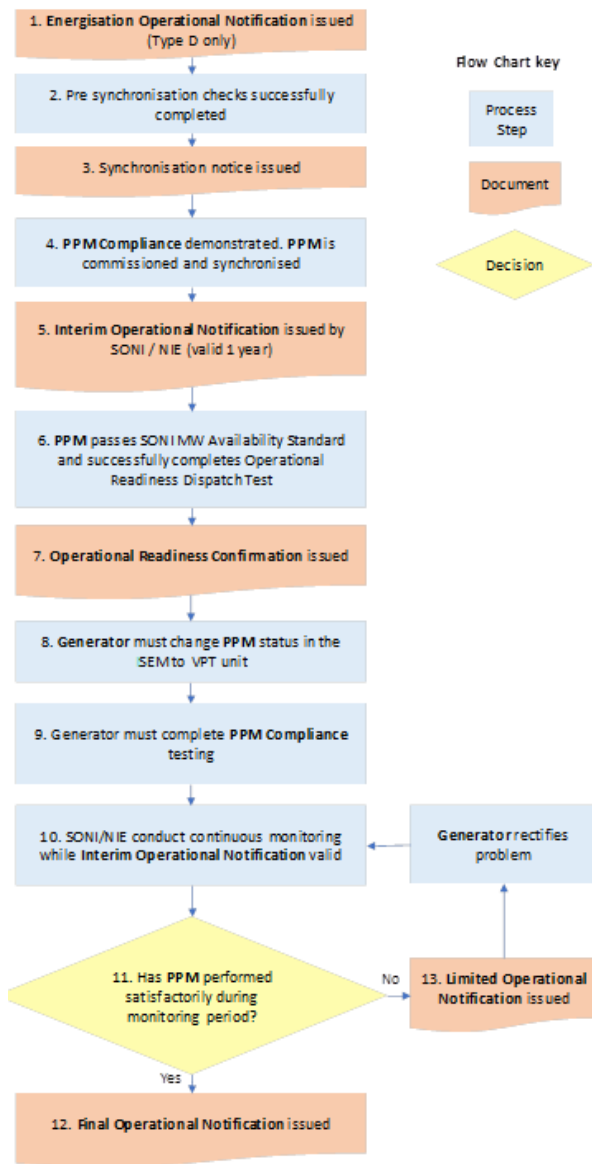 1. Energisation Operational Notification issued
(Type D only)
Flow Chart key
2. Pre synchronisation checks successfully
completed
Process
Step
3. Synchronisation notice issued
Document
4. PPM Compliance demonstrated. PPM is
commissioned and synchronised
Decision
5. Interim Operational Notification issued by
SONI / NIE (valid 1 year)
6. PPM passes SONI MW Availability Standard
and successfully completes Operational
Readiness Dispatch Test
7. Operational Readiness Confirmation issued
8. Generator must change PPM status in the
SEM to VPT unit
9. Generator must complete PPM Compliance
testing
10. SONI/NIE conduct continuous monitoring
while Interim Operational Notification valid
Generator rectifies
problem
11. Has PPM performed
satisfactorily during
monitoring period?
No
13. Limited Operational
Notification issued
Yes
12. Final Operational Notification issued